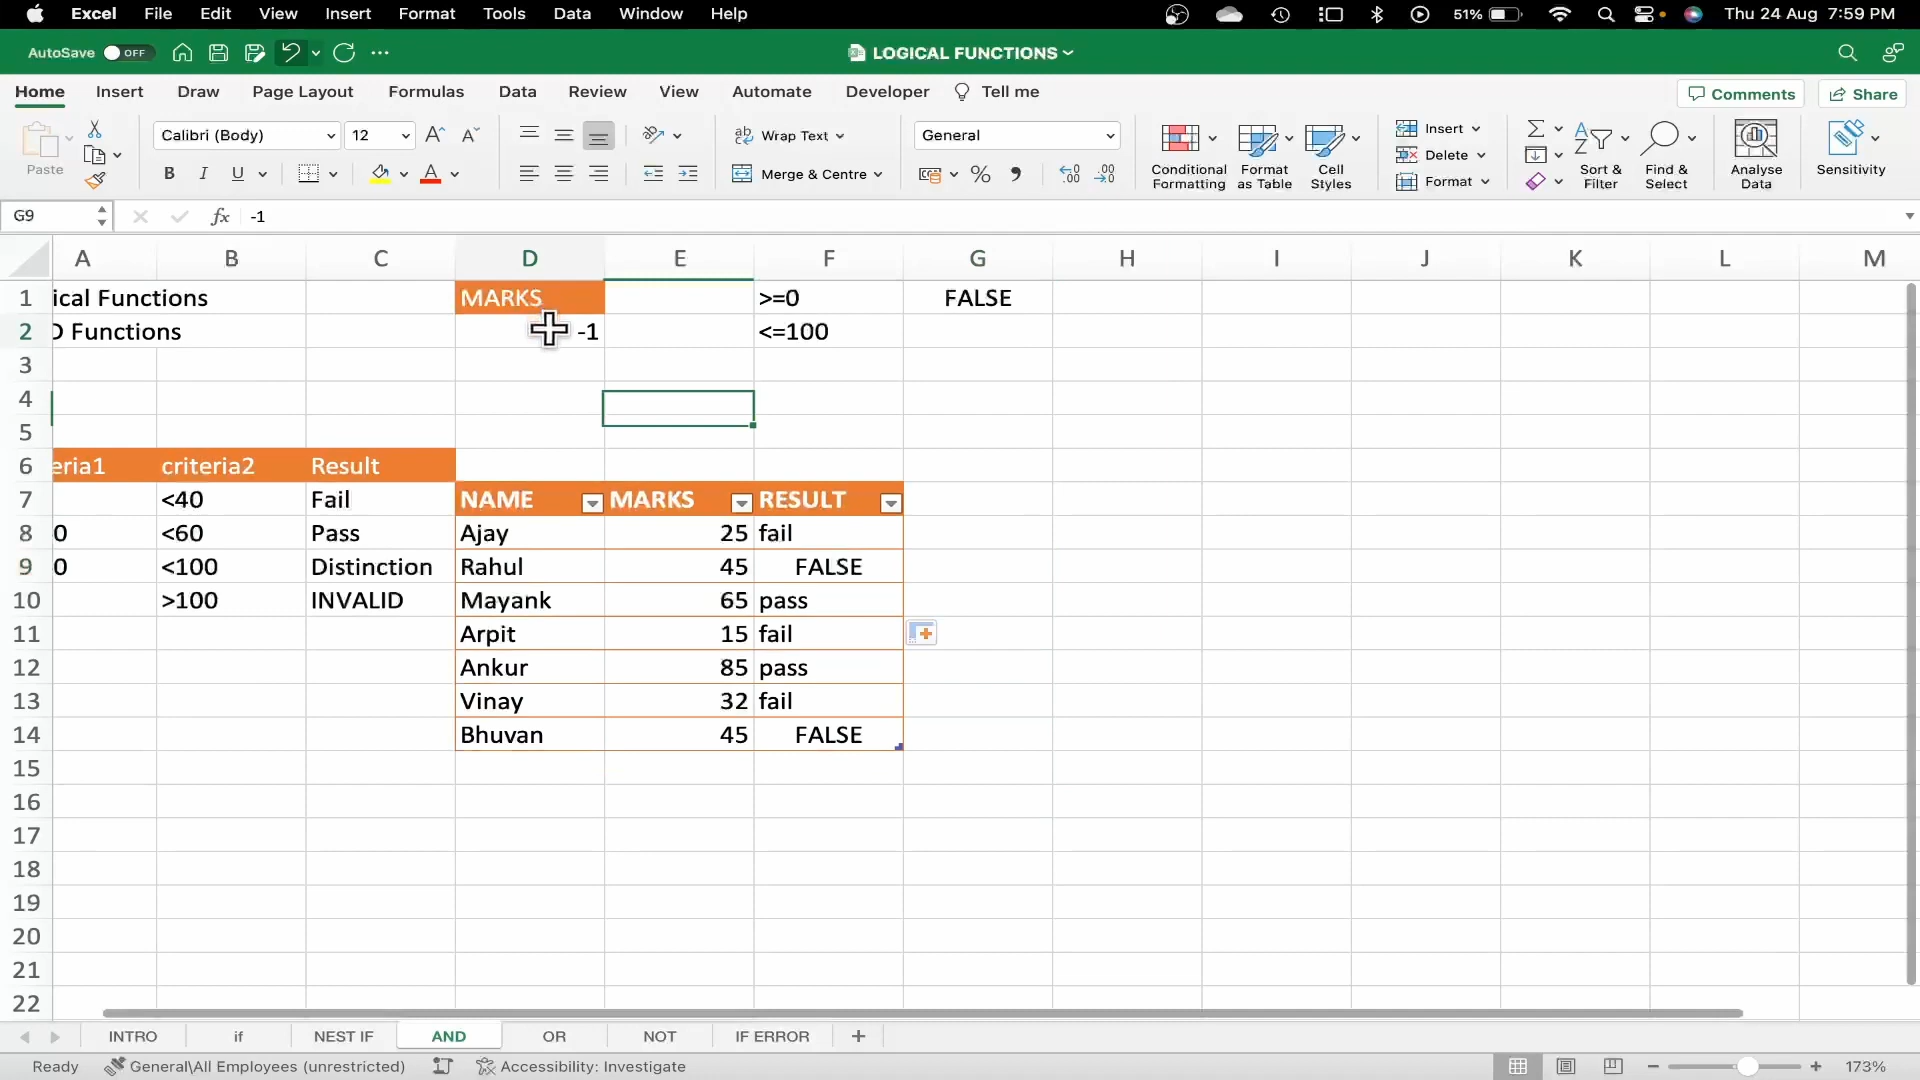 Excel File Edit View Insert Format Tools Data Window Help 51% Thu 24 Aug 7:59 PM
AutoSave OFF LOGICAL FUNCTIONS
Home Insert Draw Page Layout Formulas Data Review View Automate Developer Tell me Comments Share
Paste Calibri (Body) 12 Wrap Text General Conditional Formatting Format as Table Cell Styles Insert Sort & Filter Find & Select Analyse Data Sensitivity
Delete
B I U Merge & Centre Format
G9 fx -1
A B C D E F G H I J K L M
1 ical Functions MARKS >=0 FALSE
2 D Functions -1 <=100
3
4
5
6 eria1 criteria2 Result
7 <40 Fail NAME MARKS RESULT
8 0 <60 Pass Ajay 25 fail
9 0 <100 Distinction Rahul 45 FALSE
10 >100 INVALID Mayank 65 pass
11 Arpit 15 fail
12 Ankur 85 pass
13 Vinay 32 fail
14 Bhuvan 45 FALSE
15
16
17
18
19
20
21
22
INTRO if NEST IF AND OR NOT IF ERROR +
Ready General\All Employees (unrestricted) Accessibility: Investigate 173%